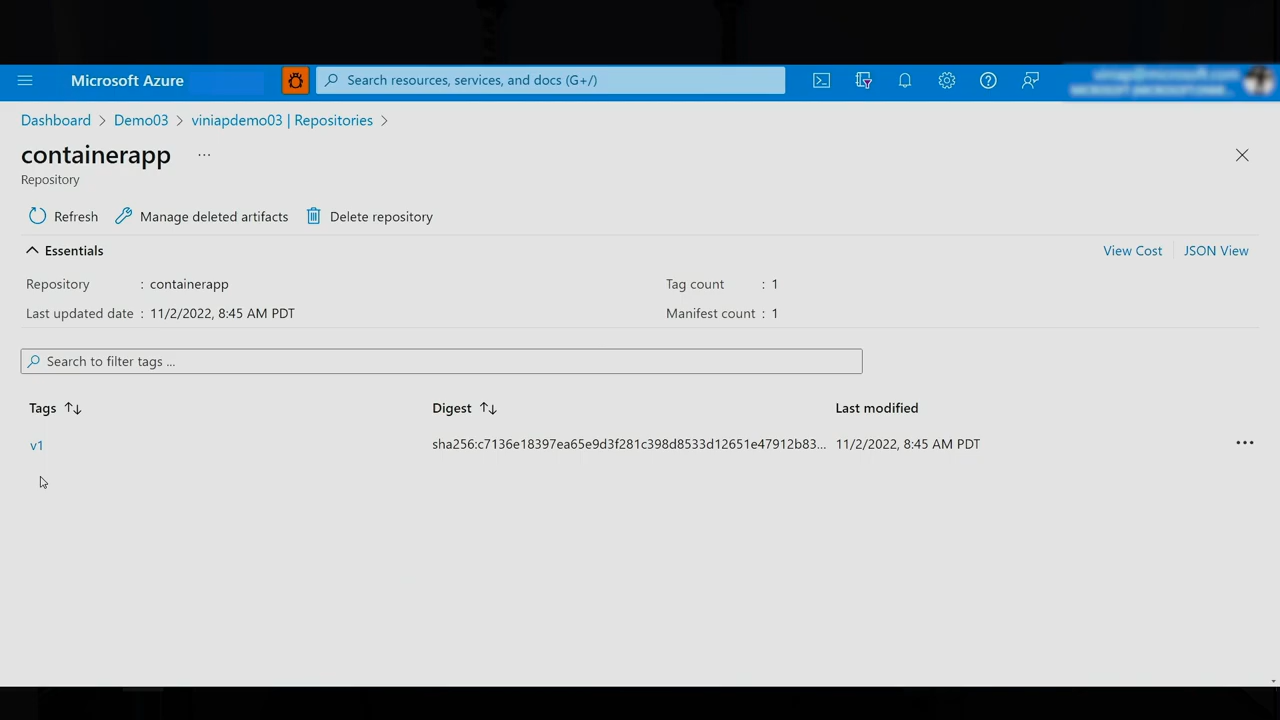 Microsoft Azure
Search resources, services, and docs (G+/)
Dashboard > Demo03 > viniapdemo03 | Repositories >
containerapp ...
Repository
Refresh Manage deleted artifacts Delete repository
Essentials View Cost JSON View
Repository : containerapp Tag count : 1
Last updated date : 11/2/2022, 8:45 AM PDT Manifest count : 1
Search to filter tags ...
Tags Digest Last modified
v1 sha256:c7136e18397ea65e9d3f281c398d8533d12651e47912b83... 11/2/2022, 8:45 AM PDT ...